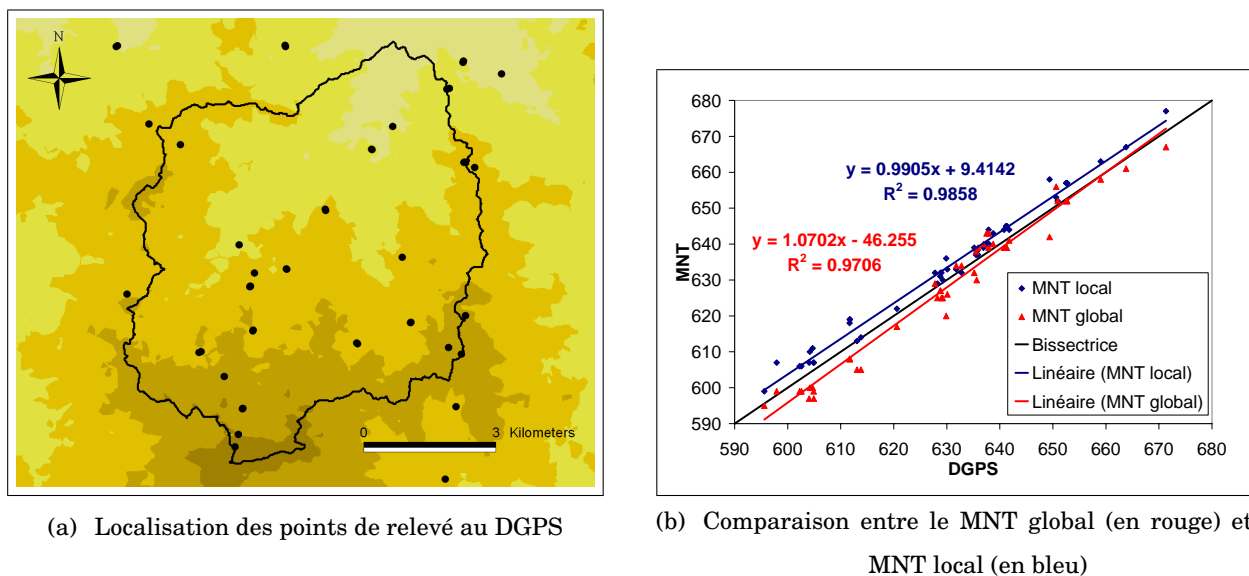 N
0 3 Kilometers
(a) Localisation des points de relevé au DGPS
680
670
660
650
640
630
620
610
600
590
MNT
y = 0.9905x + 9.4142
R² = 0.9858
y = 1.0702x - 46.255
R² = 0.9706
MNT local
MNT global
Bissectrice
Linéaire (MNT local)
Linéaire (MNT global)
590 600 610 620 630 640 650 660 670 680
DGPS
(b) Comparaison entre le MNT global (en rouge) et
MNT local (en bleu)